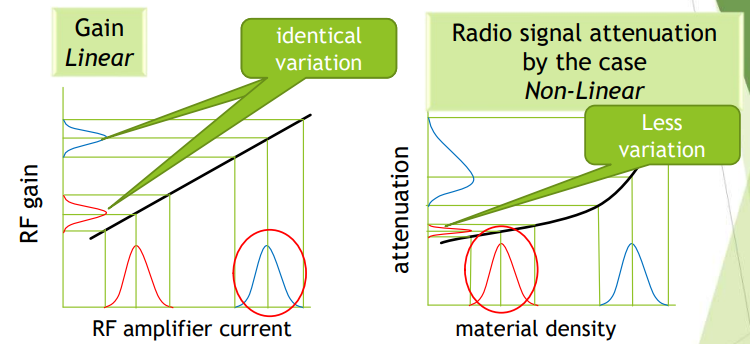 Gain
Linear
identical
variation
RF gain
RF amplifier current
Radio signal attenuation
by the case
Non-Linear
Less
variation
attenuation
material density